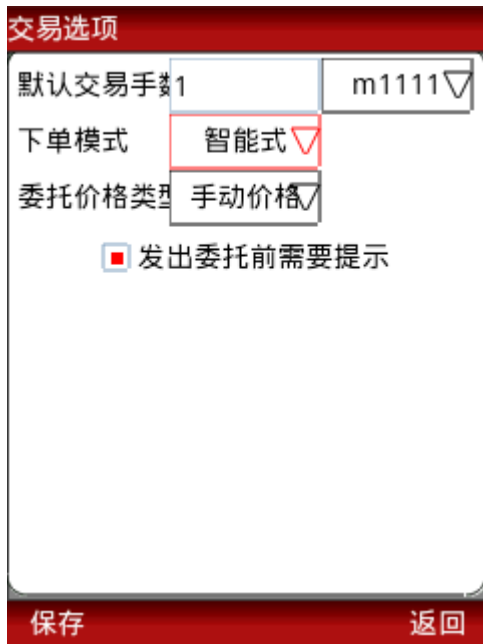 交易选项
默认交易手数1 m1111
下单模式 智能式
委托价格类型 手动价格
发出委托前需要提示
保存 返回